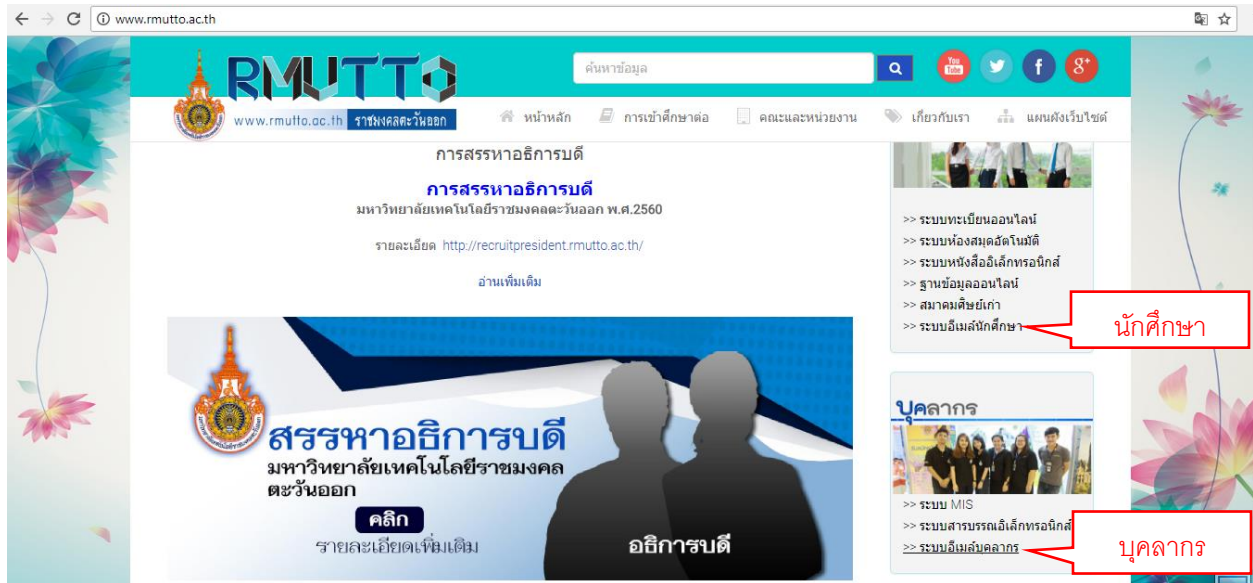 www.rmutto.ac.th
RMUTTO
ค้นหาข้อมูล
You Tube
www.rmutto.ac.th ราชมงคลตะวันออก
หน้าหลัก การเข้าศึกษาต่อ คณะและหน่วยงาน เกี่ยวกับเรา แผนผังเว็บไซต์
การสรรหาอธิการบดี
การสรรหาอธิการบดี
มหาวิทยาลัยเทคโนโลยีราชมงคลตะวันออก พ.ศ.2560
รายละเอียด http://recruitpresident.rmutto.ac.th/
อ่านเพิ่มเติม
สรรหาอธิการบดี
มหาวิทยาลัยเทคโนโลยีราชมงคล
ตะวันออก
คลิก
รายละเอียดเพิ่มเติม
อธิการบดี
>> ระบบทะเบียนออนไลน์
>> ระบบห้องสมุดอัตโนมัติ
>> ระบบหนังสืออิเล็กทรอนิกส์
>> ฐานข้อมูลออนไลน์
>> สมาคมศิษย์เก่า
>> ระบบอีเมล์นักศึกษา
นักศึกษา
บุคลากร
>> ระบบ MIS
>> ระบบสารบรรณอิเล็กทรอนิกส์
>> ระบบอีเมล์บุคลากร
บุคลากร